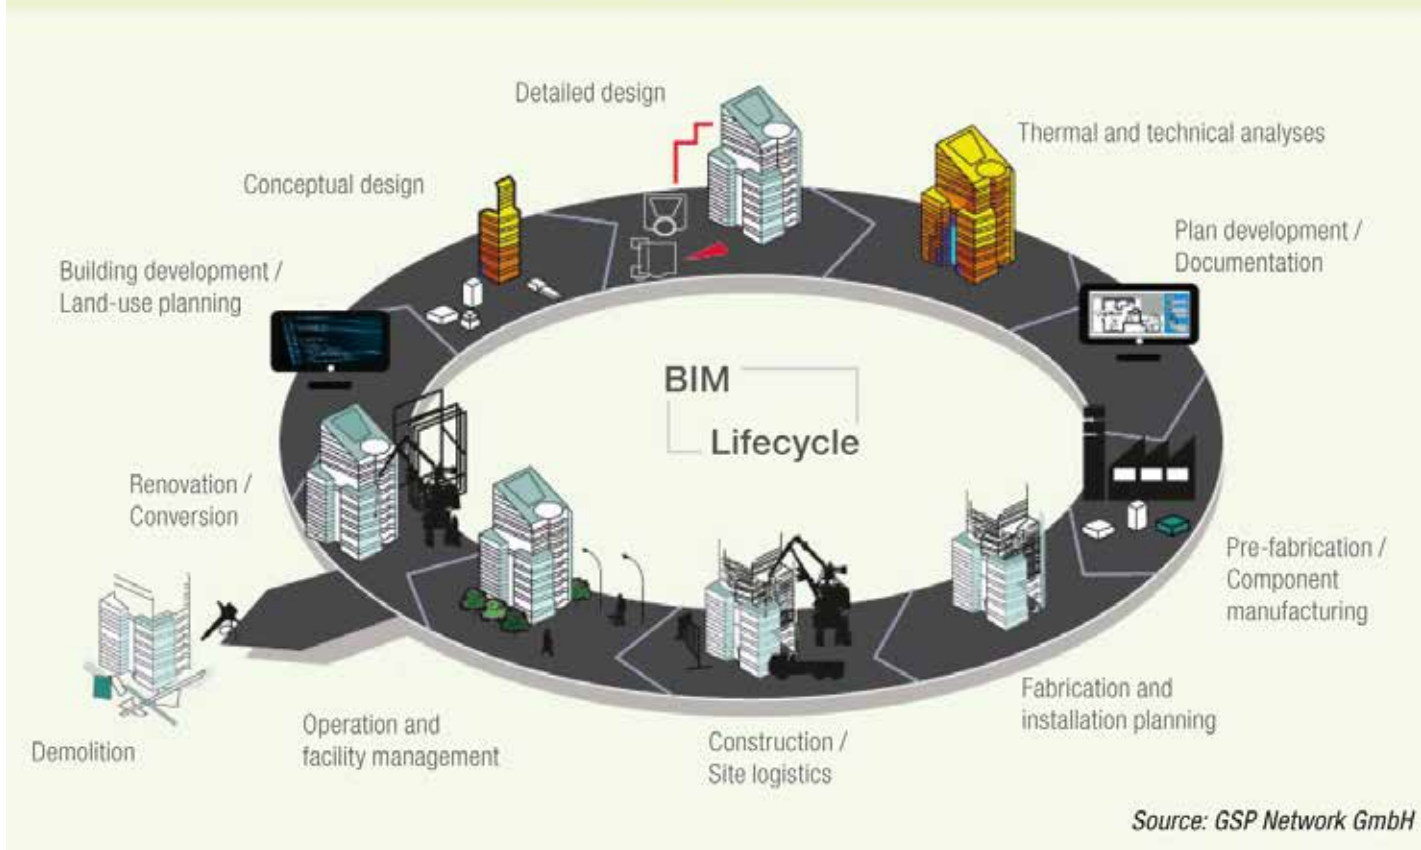 Detailed design
Thermal and technical analyses
Conceptual design
Plan development /
Documentation
Building development /
Land-use planning
BIM
Lifecycle
Renovation /
Conversion
Pre-fabrication /
Component
manufacturing
Fabrication and
installation planning
Operation and
facility management
Construction /
Site logistics
Demolition
Source: GSP Network GmbH